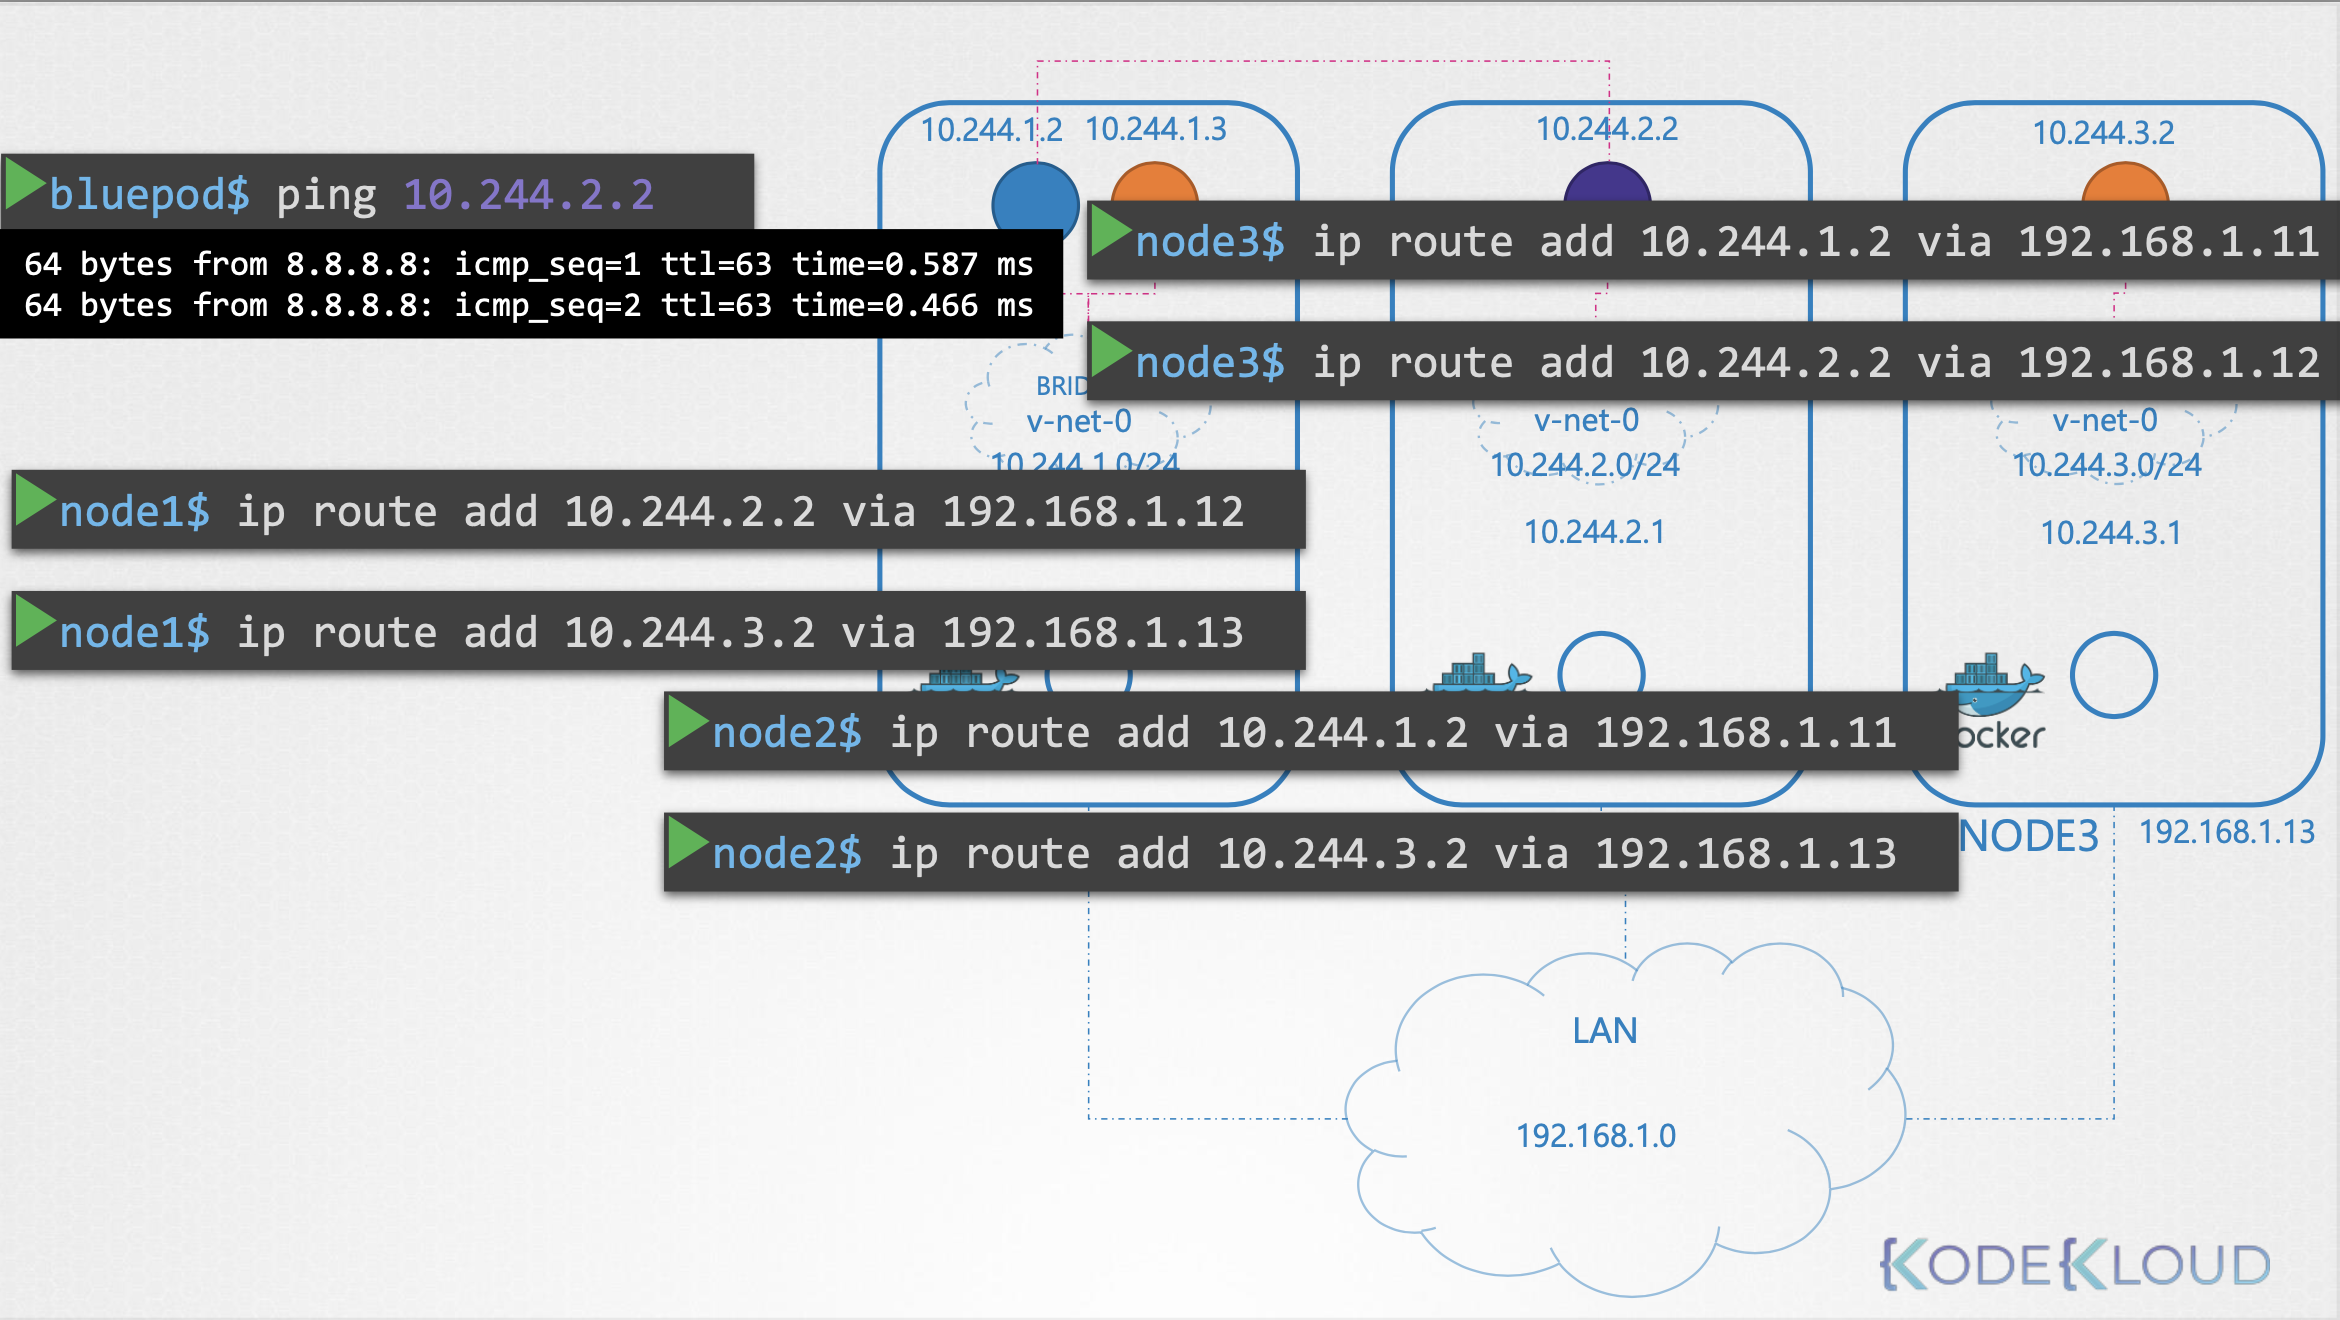 10.244.1.2 10.244.1.3
10.244.2.2
10.244.3.2
bluepod$ ping 10.244.2.2
64 bytes from 8.8.8.8: icmp_seq=1 ttl=63 time=0.587 ms
64 bytes from 8.8.8.8: icmp_seq=2 ttl=63 time=0.466 ms
node3$ ip route add 10.244.1.2 via 192.168.1.11
node3$ ip route add 10.244.2.2 via 192.168.1.12
BRID
v-net-0
10.244.1.0/24
v-net-0
10.244.2.0/24
10.244.2.1
v-net-0
10.244.3.0/24
10.244.3.1
node1$ ip route add 10.244.2.2 via 192.168.1.12
node1$ ip route add 10.244.3.2 via 192.168.1.13
node2$ ip route add 10.244.1.2 via 192.168.1.11
node2$ ip route add 10.244.3.2 via 192.168.1.13
ocker
NODE3 192.168.1.13
LAN
192.168.1.0
KODEKLOUD